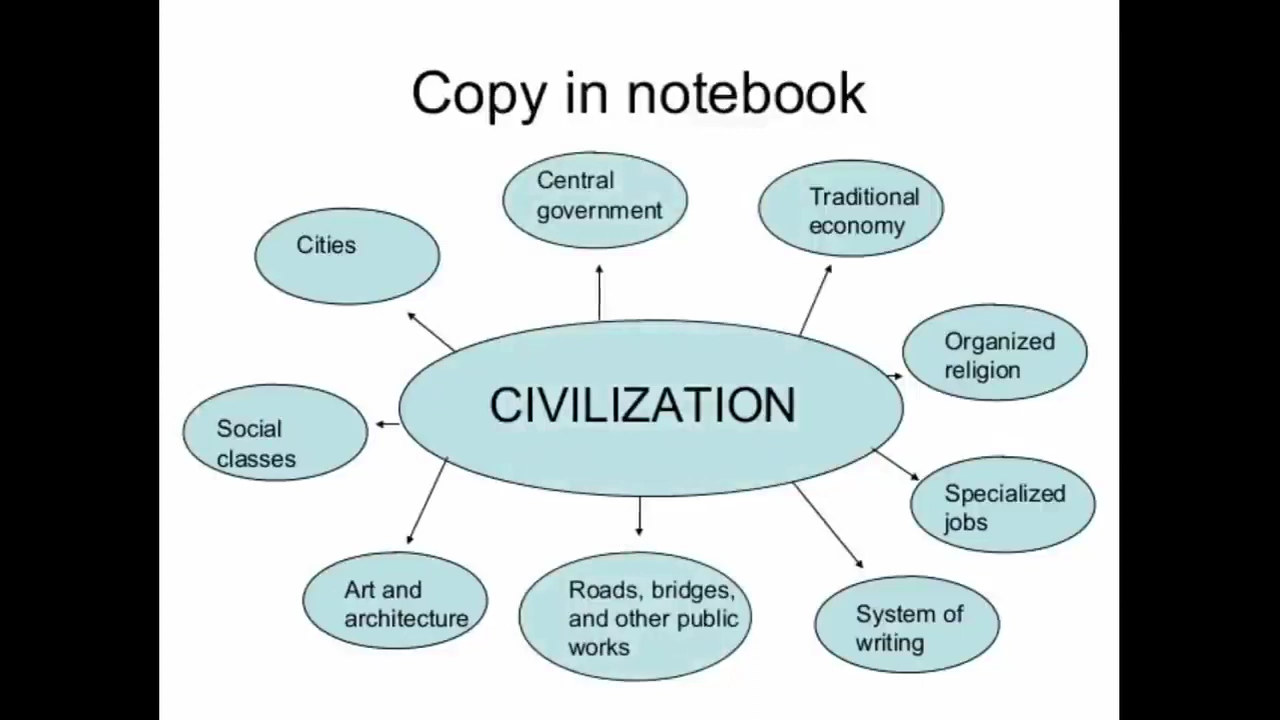 Copy in notebook
Central
government
Traditional
economy
Cities
Organized
religion
CIVILIZATION
Social
classes
Specialized
jobs
Art and
architecture
Roads, bridges,
and other public
works
System of
writing